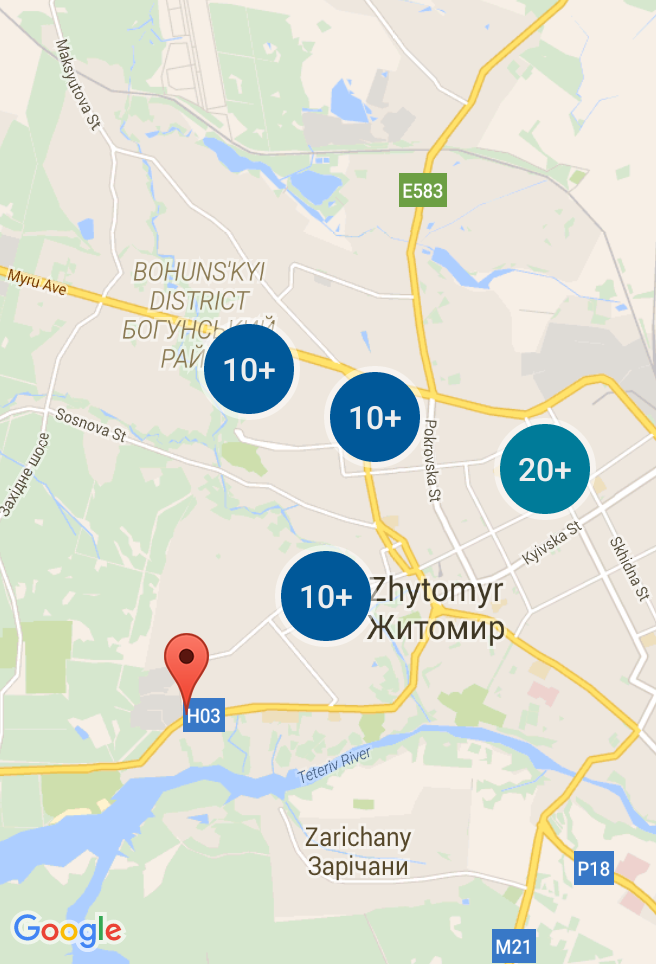 Maksyutova St
E583
Myru Ave
BOHUNS'KYI
DISTRICT
БОГУНСЬКИЙ
РАЙ
10+
10+
Sosnova St
Pokrovska St
20+
Західне шосе
Kyivska St
Skhidna St
10+
Zhytomyr
Житомир
H03
Teteriv River
Zarichany
Зарічани
P18
Google
M21